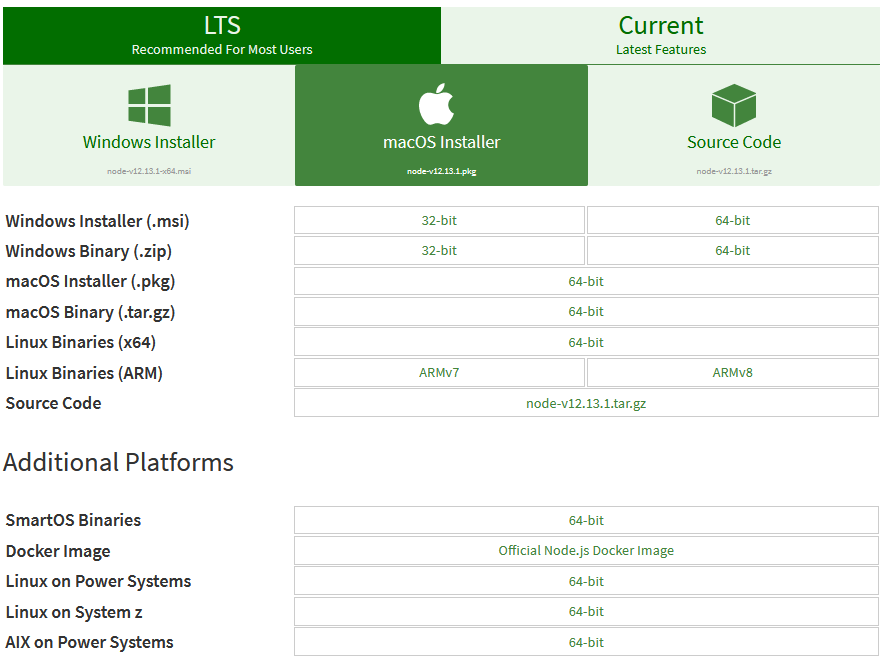 LTS
Recommended For Most Users
Current
Latest Features
Windows Installer
node-v12.13.1-x64.msi
macOS Installer
node-v12.13.1.pkg
Source Code
node-v12.13.1.tar.gz
Windows Installer (.msi) 32-bit 64-bit
Windows Binary (.zip) 32-bit 64-bit
macOS Installer (.pkg) 64-bit
macOS Binary (.tar.gz) 64-bit
Linux Binaries (x64) 64-bit
Linux Binaries (ARM) ARMv7 ARMv8
Source Code node-v12.13.1.tar.gz
Additional Platforms
SmartOS Binaries 64-bit
Docker Image Official Node.js Docker Image
Linux on Power Systems 64-bit
Linux on System z 64-bit
AIX on Power Systems 64-bit